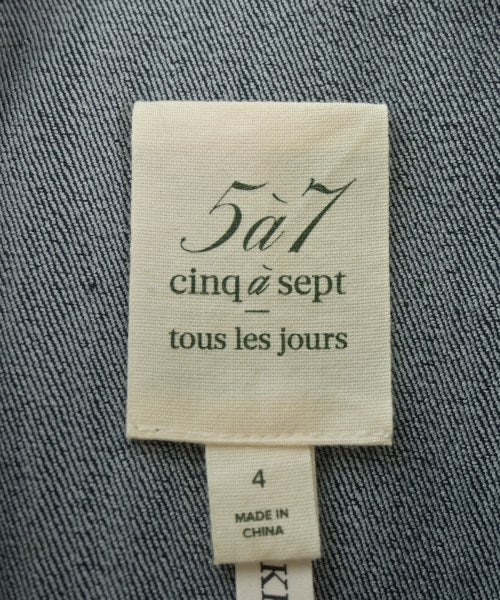 5à7
cinq à sept
tous les jours
4
MADE IN
CHINA